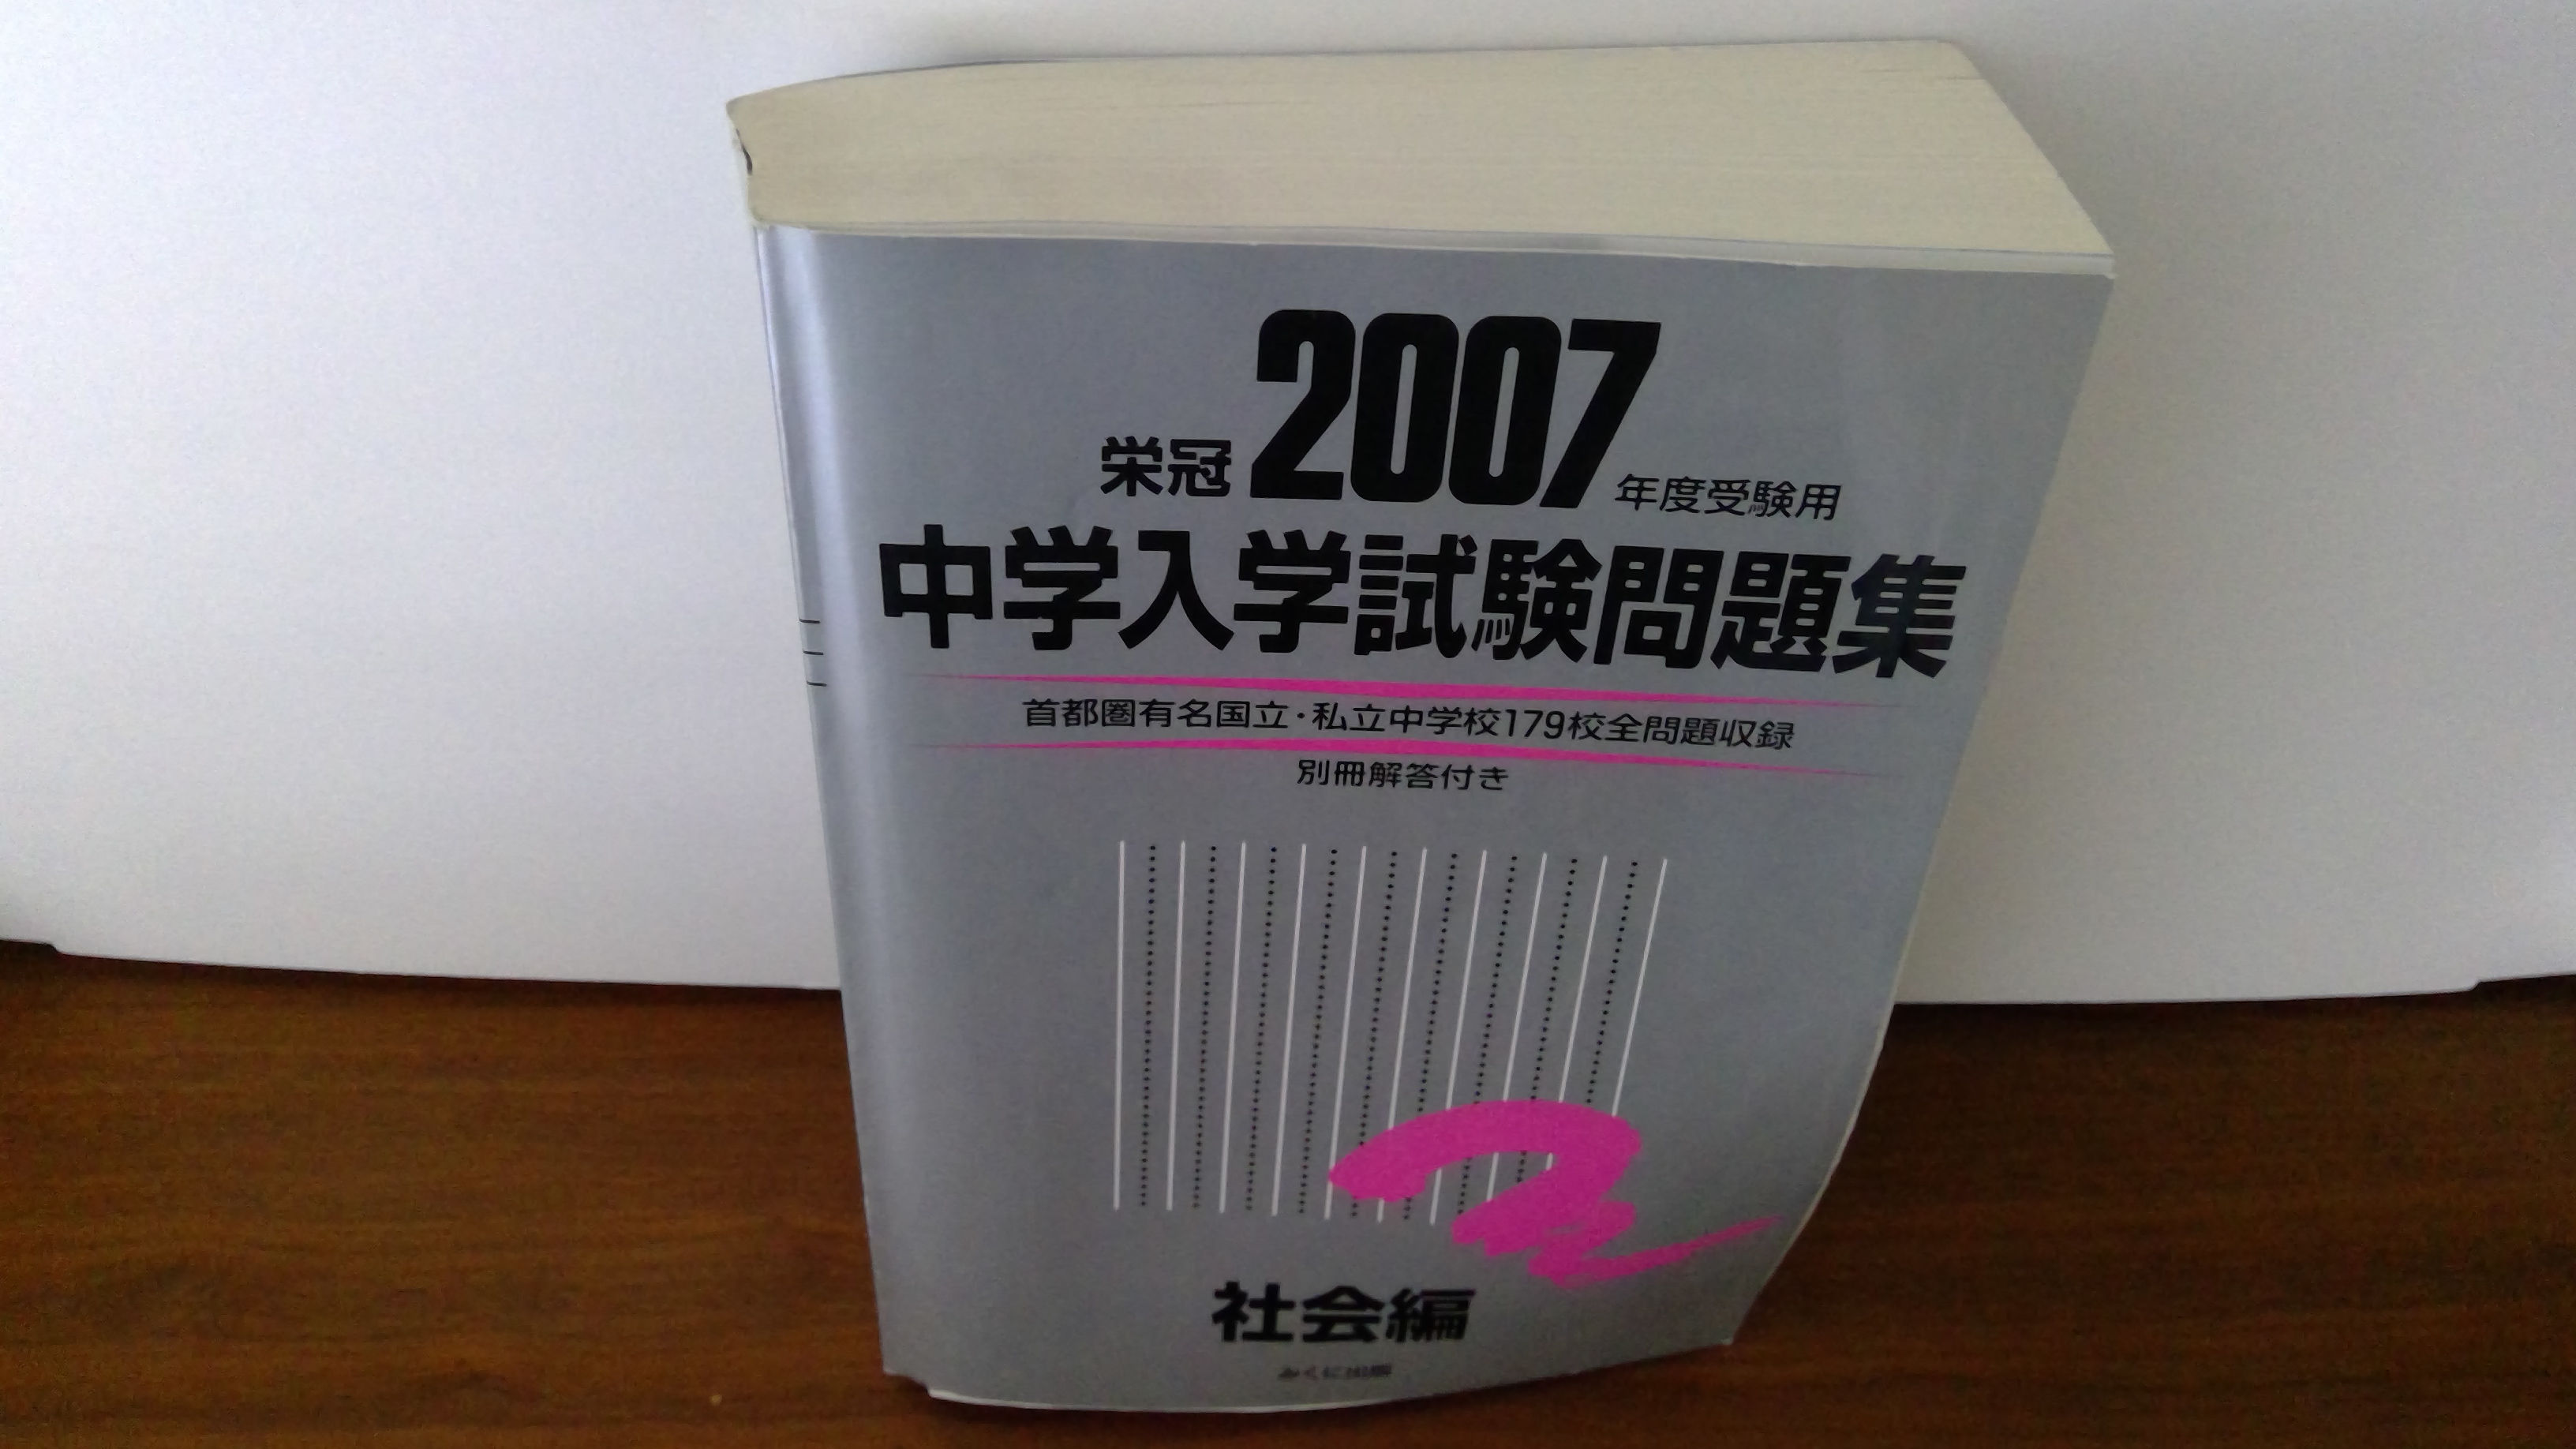 栄冠2007年度受験用
中学入学試験問題集
首都圏有名国立・私立中学校179校全問題収録
別冊解答付き
社会編
みくに出版